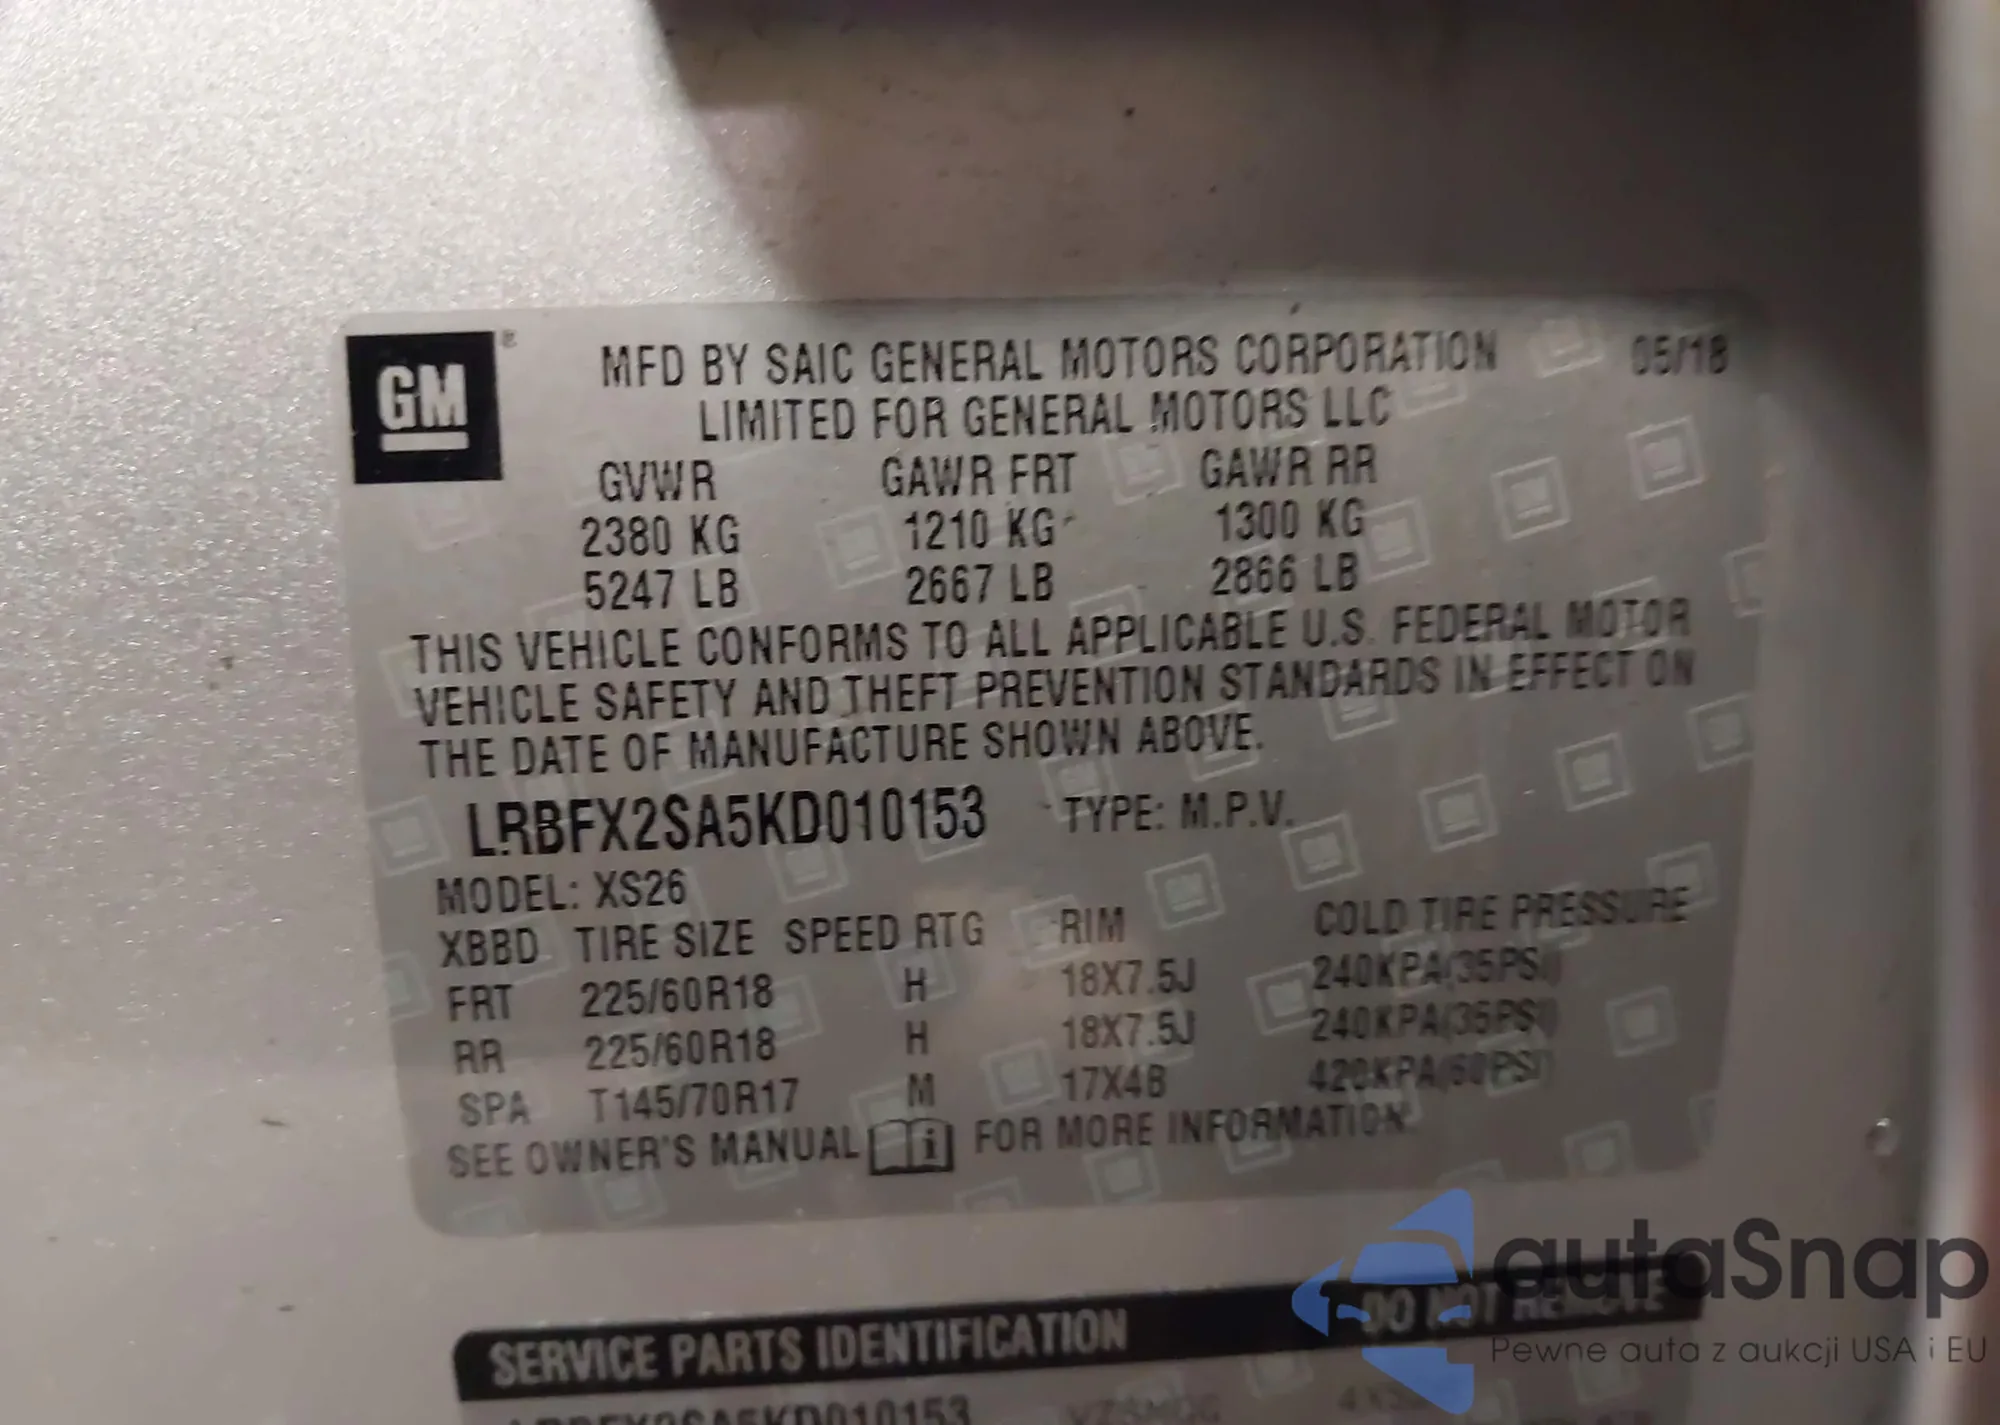 GM ®
MFD BY SAIC GENERAL MOTORS CORPORATION 05/18
LIMITED FOR GENERAL MOTORS LLC
GVWR GAWR FRT GAWR RR
2380 KG 1210 KG 1300 KG
5247 LB 2667 LB 2866 LB
THIS VEHICLE CONFORMS TO ALL APPLICABLE U.S. FEDERAL MOTOR
VEHICLE SAFETY AND THEFT PREVENTION STANDARDS IN EFFECT ON
THE DATE OF MANUFACTURE SHOWN ABOVE.
LRBFX2SA5KD010153 TYPE: M.P.V.
MODEL: XS26
XBBD TIRE SIZE SPEED RTG RIM COLD TIRE PRESSURE
FRT 225/60R18 H 18X7.5J 240KPA(35PSI)
RR 225/60R18 H 18X7.5J 240KPA(35PSI)
SPA T145/70R17 M 17X4B 420KPA(60PSI)
SEE OWNER'S MANUAL i FOR MORE INFORMATION
SERVICE PARTS IDENTIFICATION DO NOT REMOVE
LRBFX2SA5KD010153
autaSnap
Pewne auta z aukcji USA i EU